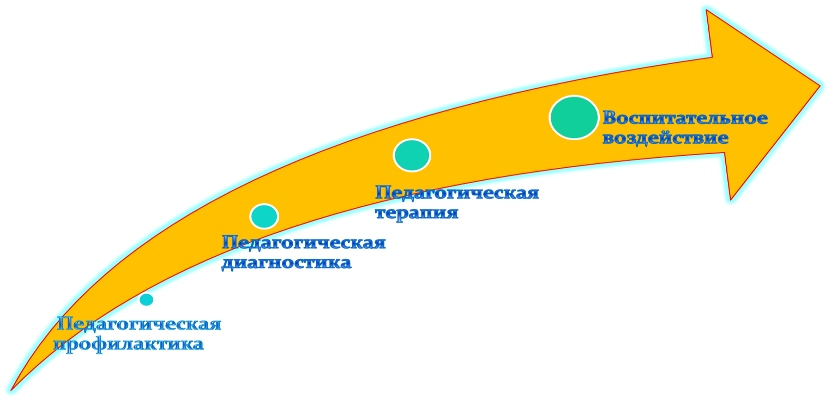 Воспитательное
воздействие
Педагогическая
терапия
Педагогическая
диагностика
Педагогическая
профилактика